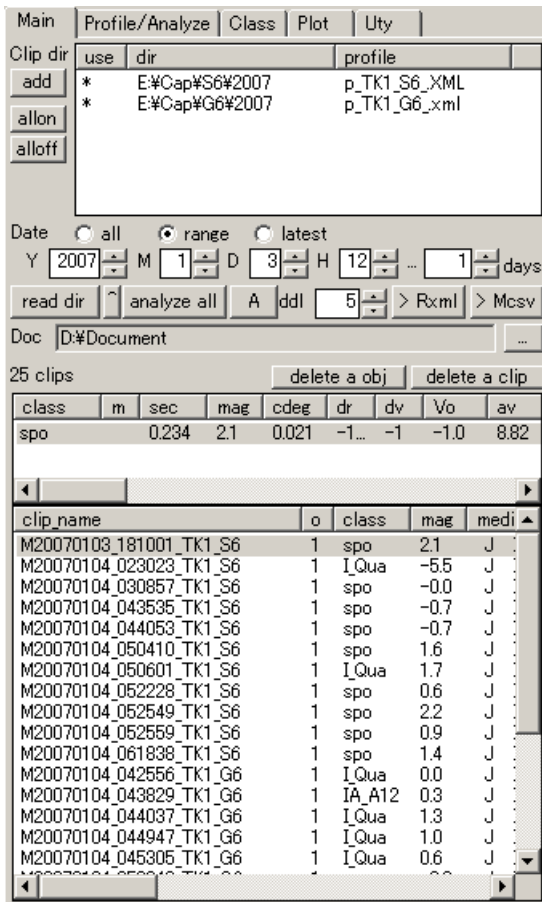 Main Profile/Analyze Class Plot Uty
Clip dir use dir profile
add * E:¥Cap¥S6¥2007 p_TK1_S6_.XML
* E:¥Cap¥G6¥2007 p_TK1_G6_.xml
allon
alloff
Date all range latest
Y 2007 M 1 D 3 H 12 ... 1 days
read dir ^ analyze all A ddl 5 > Rxml > Mcsv
Doc D:¥Document ...
25 clips delete a obj delete a clip
class m sec mag cdeg dr dv Vo av
spo 0.234 2.1 0.021 -1... -1 -1.0 8.82
clip_name o class mag medi
M20070103_181001_TK1_S6 1 spo 2.1 J
M20070104_023023_TK1_S6 1 I_Qua -5.5 J
M20070104_030857_TK1_S6 1 spo -0.0 J
M20070104_043535_TK1_S6 1 spo -0.7 J
M20070104_044053_TK1_S6 1 spo -0.7 J
M20070104_050410_TK1_S6 1 spo 1.6 J
M20070104_050601_TK1_S6 1 I_Qua 1.7 J
M20070104_052228_TK1_S6 1 spo 0.6 J
M20070104_052549_TK1_S6 1 spo 2.2 J
M20070104_052559_TK1_S6 1 spo 0.9 J
M20070104_061838_TK1_S6 1 spo 1.4 J
M20070104_042556_TK1_G6 1 I_Qua 0.0 J
M20070104_043829_TK1_G6 1 IA_A12 0.3 J
M20070104_044037_TK1_G6 1 I_Qua 1.3 J
M20070104_044947_TK1_G6 1 I_Qua 1.0 J
M20070104_045305_TK1_G6 1 I_Qua 0.6 J